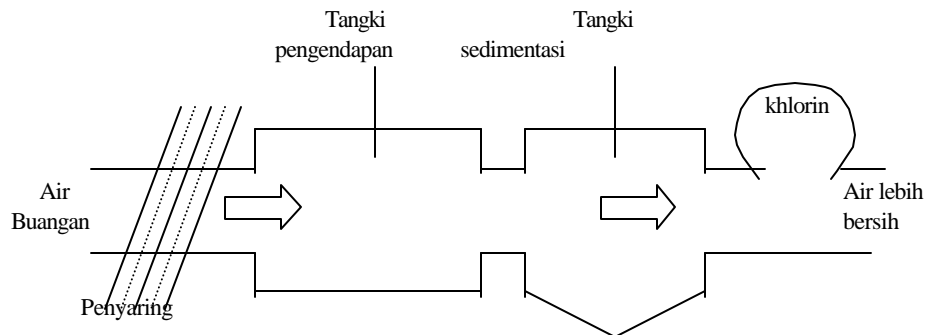 Tangki
pengendapan
Tangki
sedimentasi
khlorin
Air
Buangan
Air lebih
bersih
Penyaring